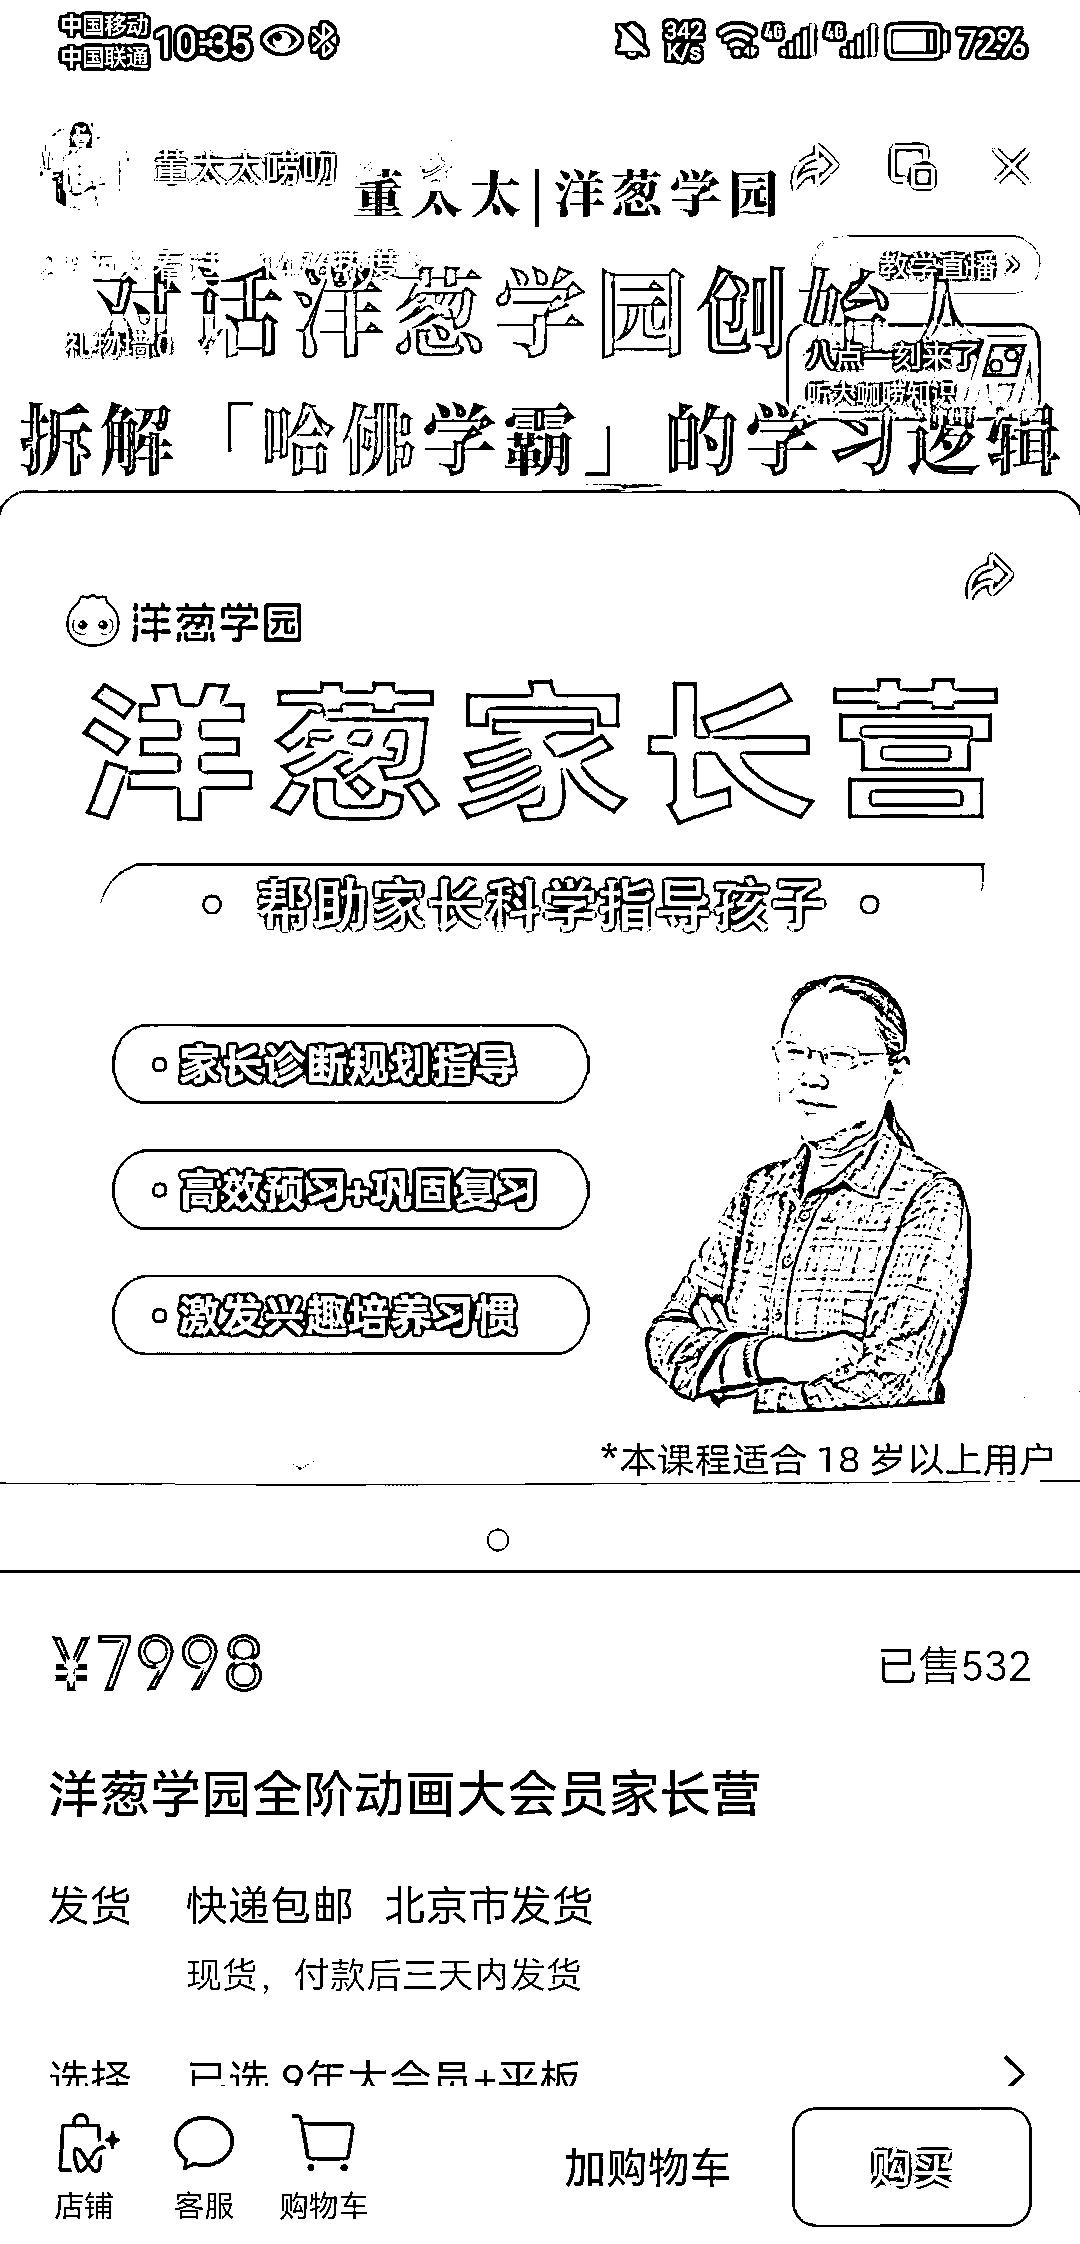 中国移动
中国联通
10:35
342
K/s
4G
4G
72%
董太太唠叨
董太太|洋葱学园
教学直播
对话洋葱学园创始人
礼物墙0
八点一刻来了
听大咖唠知识
拆解「哈佛学霸」的学习逻辑
洋葱学园
洋葱家长营
帮助家长科学指导孩子
家长诊断规划指导
高效预习+巩固复习
激发兴趣培养习惯
*本课程适合 18 岁以上用户
¥7998
已售532
洋葱学园全阶动画大会员家长营
发货 快递包邮 北京市发货
现货，付款后三天内发货
选择 已选 9年大会员+平板
店铺
客服
购物车
加购物车
购买